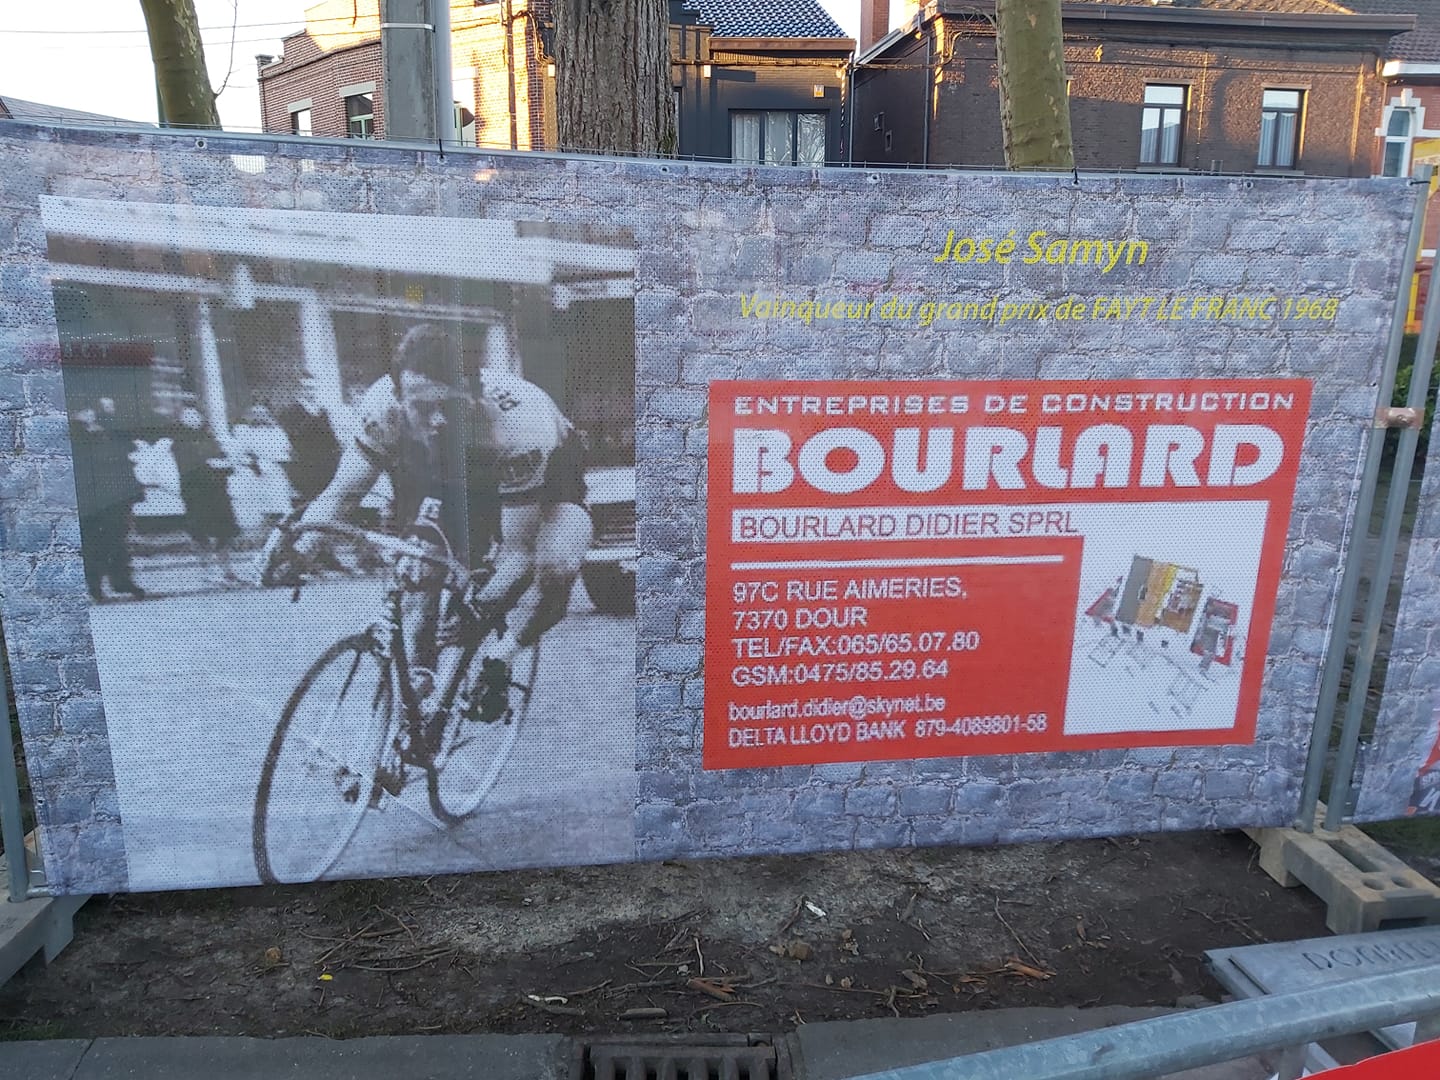 José Samyn
Vainqueur du grand prix de FAYT LE FRANC 1968
ENTREPRISES DE CONSTRUCTION
BOURLARD
BOURLARD DIDIER SPRL
97C RUE AIMERIES,
7370 DOUR
TEL/FAX:065/65.07.80
GSM:0475/85.29.64
bourlard.didier@skynet.be
DELTA LLOYD BANK 879-4089801-58